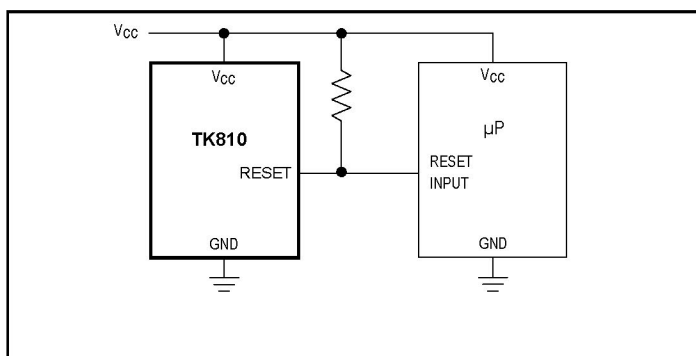 VCC
VCC
TK810
RESET
GND
VCC
µP
RESET
INPUT
GND